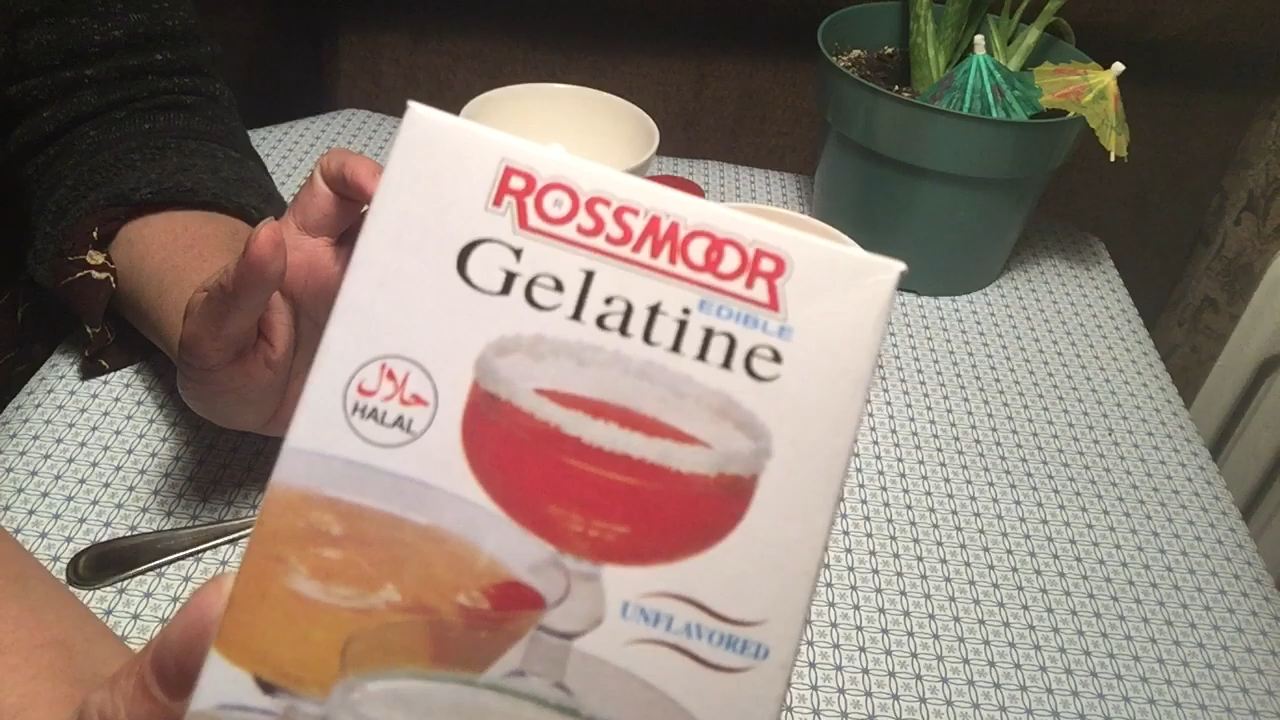 ROSSMOOR
EDIBLE
Gelatine
حلال
HALAL
UNFLAVORED